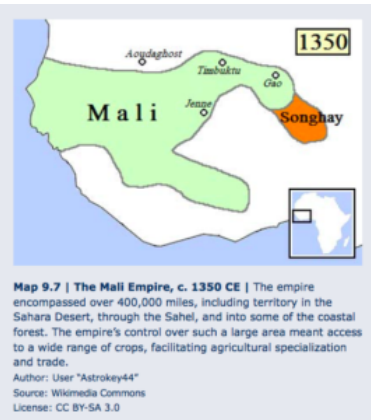 1350
Aoudaghost
Timbuktu
Gao
Mali
Jenne
Songhay
Map 9.7 | The Mali Empire, c. 1350 CE | The empire
encompassed over 400,000 miles, including territory in the
Sahara Desert, through the Sahel, and into some of the coastal
forest. The empire's control over such a large area meant access
to a wide range of crops, facilitating agricultural specialization
and trade.
Author: User "Astrokey44"
Source: Wikimedia Commons
License: CC BY-SA 3.0